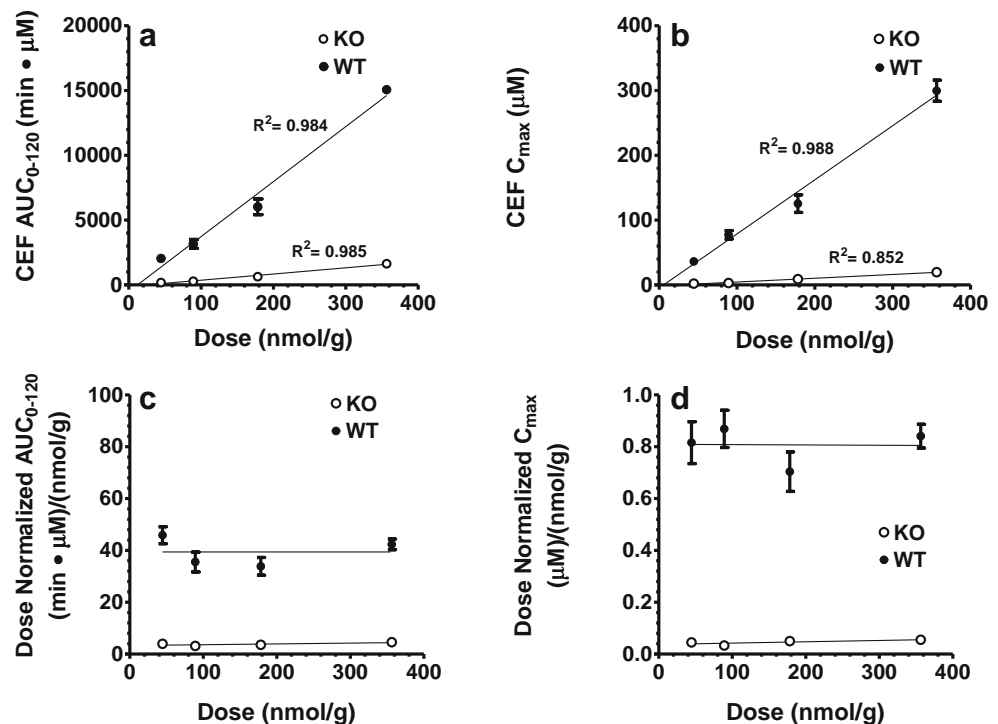 a
KO
WT
CEF AUC0-120 (min • μM)
20000
15000
10000
5000
0
R²= 0.984
R²= 0.985
0 100 200 300 400
Dose (nmol/g)
b
KO
WT
CEF Cmax (μM)
400
300
200
100
0
R²= 0.988
R²= 0.852
0 100 200 300 400
Dose (nmol/g)
c
KO
WT
Dose Normalized AUC0-120
(min • μM)/(nmol/g)
100
80
60
40
20
0
0 100 200 300 400
Dose (nmol/g)
d
KO
WT
Dose Normalized Cmax
(μM)/(nmol/g)
1.0
0.8
0.6
0.4
0.2
0.0
0 100 200 300 400
Dose (nmol/g)